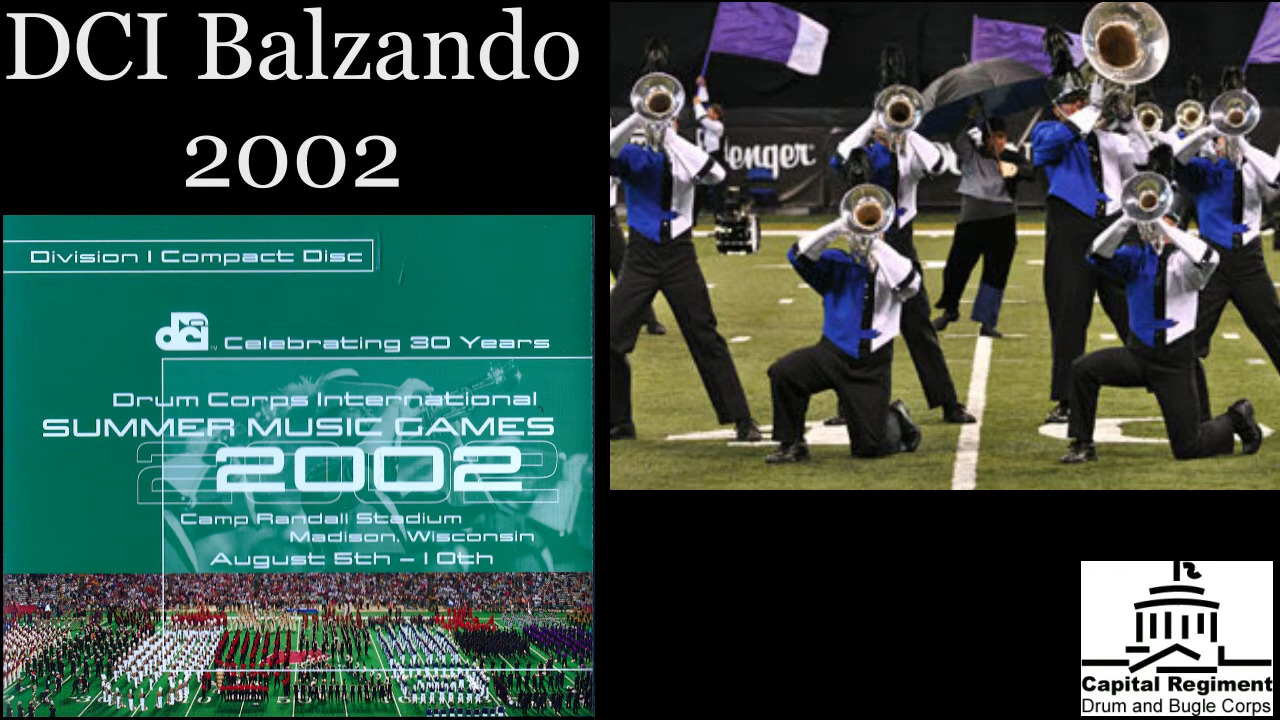 DCI Balzando
2002
Division I Compact Disc
dci
Celebrating 30 Years
Drum Corps International
SUMMER MUSIC GAMES
2002
Camp Randall Stadium
Madison, Wisconsin
August 5th - 10th
enger
Capital Regiment
Drum and Bugle Corps